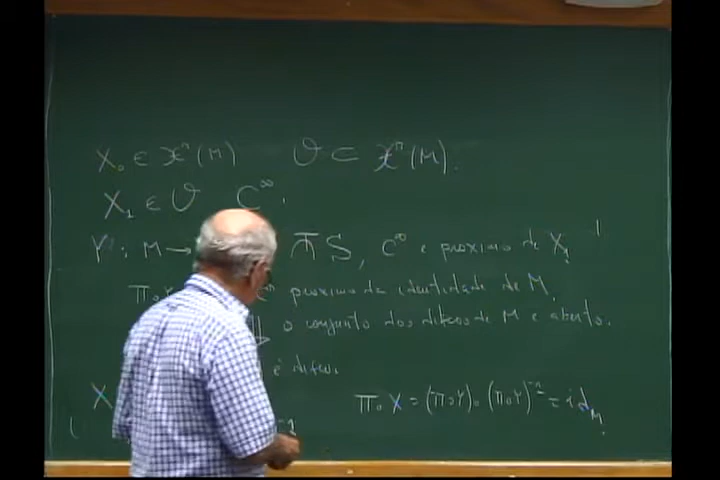 X₀ ∈ 𝔛ⁿ(M) 𝒱 ⊂ 𝔛ⁿ(M).
X₁ ∈ 𝒱 C^∞.
Y: M → S, C^∞ e proximo de X₁
Π∘Y proximo da identidade de M.
o conjunto dos difeos de M e aberto.
é difeo.
X Π∘X = (Π∘Y)∘(Π∘Y)⁻¹ = id_M.